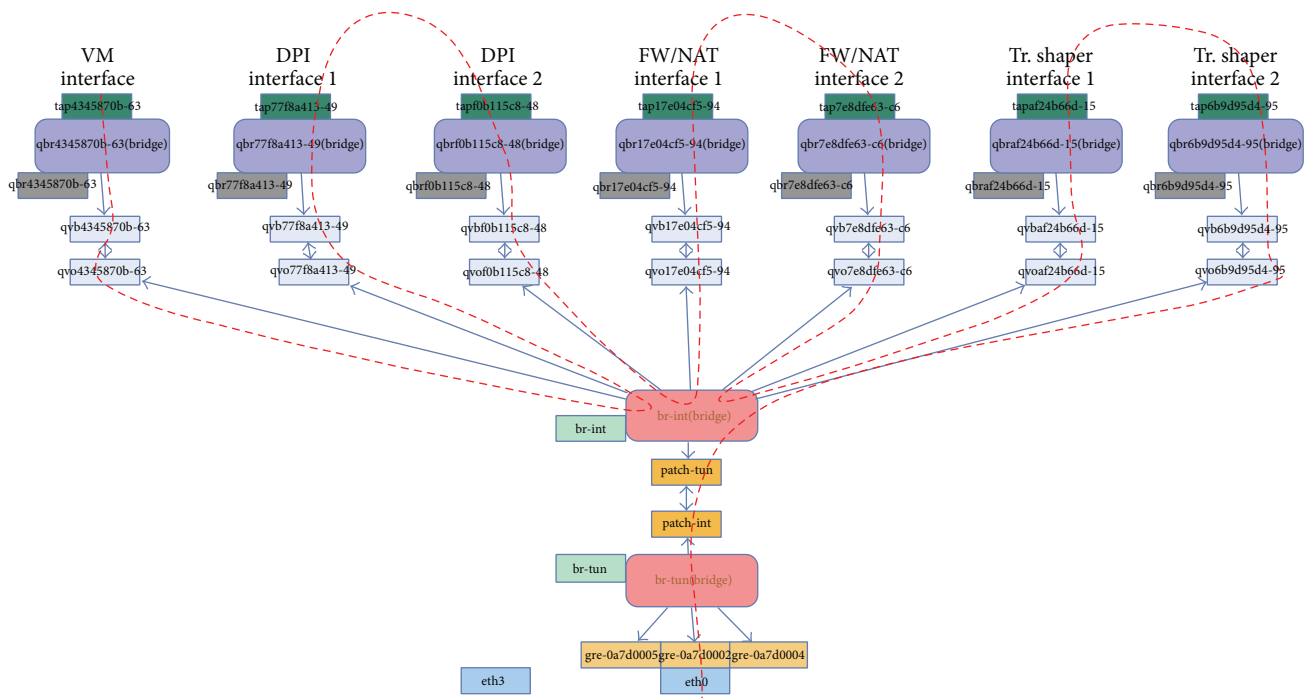 VM
interface
DPI
interface 1
DPI
interface 2
FW/NAT
interface 1
FW/NAT
interface 2
Tr. shaper
interface 1
Tr. shaper
interface 2
tap4345870b-63
tap77f8a413-49
tapf0b115c8-48
tap17e04cf5-94
tap7e8dfe63-c6
tapaf24b66d-15
tap6b9d95d4-95
qbr4345870b-63(bridge)
qbr77f8a413-49(bridge)
qbrf0b115c8-48(bridge)
qbr17e04cf5-94(bridge)
qbr7e8dfe63-c6(bridge)
qbraf24b66d-15(bridge)
qbr6b9d95d4-95(bridge)
qbr4345870b-63
qbr77f8a413-49
qbrf0b115c8-48
qbr17e04cf5-94
qbr7e8dfe63-c6
qbraf24b66d-15
qbr6b9d95d4-95
qvb4345870b-63
qvb77f8a413-49
qvbf0b115c8-48
qvb17e04cf5-94
qvb7e8dfe63-c6
qvbaf24b66d-15
qvb6b9d95d4-95
qvo4345870b-63
qvo77f8a413-49
qvof0b115c8-48
qvo17e04cf5-94
qvo7e8dfe63-c6
qvoaf24b66d-15
qvo6b9d95d4-95
br-int(bridge)
br-int
patch-tun
patch-int
br-tun
br-tun(bridge)
gre-0a7d0005
gre-0a7d0002
gre-0a7d0004
eth3
eth0